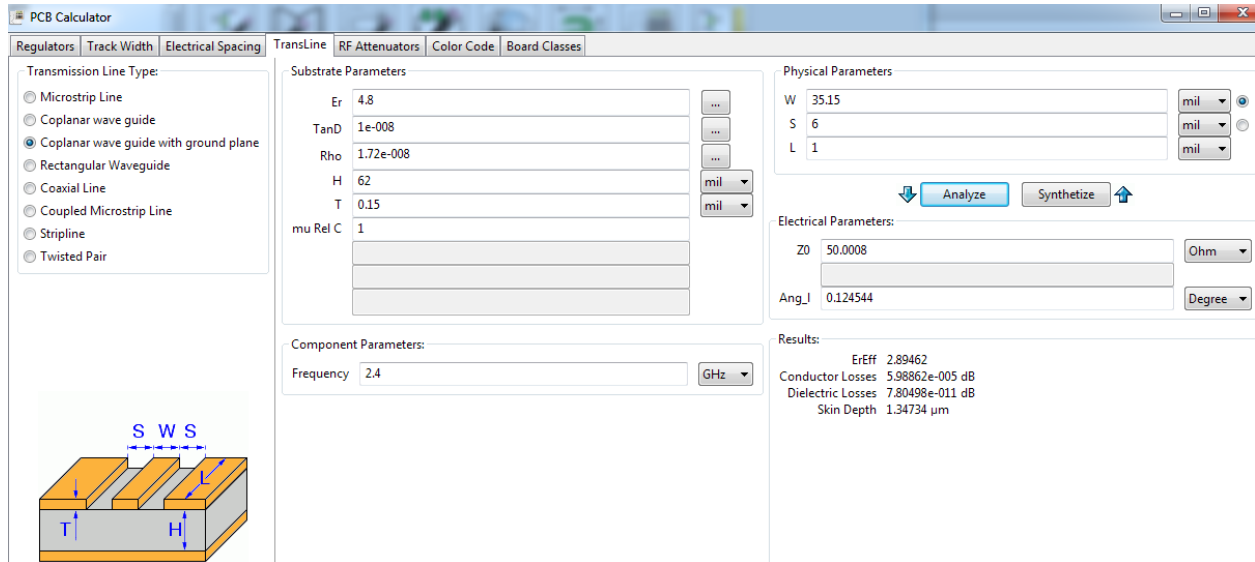 PCB Calculator
Regulators Track Width Electrical Spacing TransLine RF Attenuators Color Code Board Classes
Transmission Line Type:
Microstrip Line
Coplanar wave guide
Coplanar wave guide with ground plane
Rectangular Waveguide
Coaxial Line
Coupled Microstrip Line
Stripline
Twisted Pair
S W S
L
T H
Substrate Parameters
Er 4.8 ...
TanD 1e-008 ...
Rho 1.72e-008 ...
H 62 mil
T 0.15 mil
mu Rel C 1
Component Parameters:
Frequency 2.4 GHz
Physical Parameters
W 35.15 mil
S 6 mil
L 1 mil
Analyze Synthetize
Electrical Parameters:
Z0 50.0008 Ohm
Ang_l 0.124544 Degree
Results:
ErEff 2.89462
Conductor Losses 5.98862e-005 dB
Dielectric Losses 7.80498e-011 dB
Skin Depth 1.34734 µm